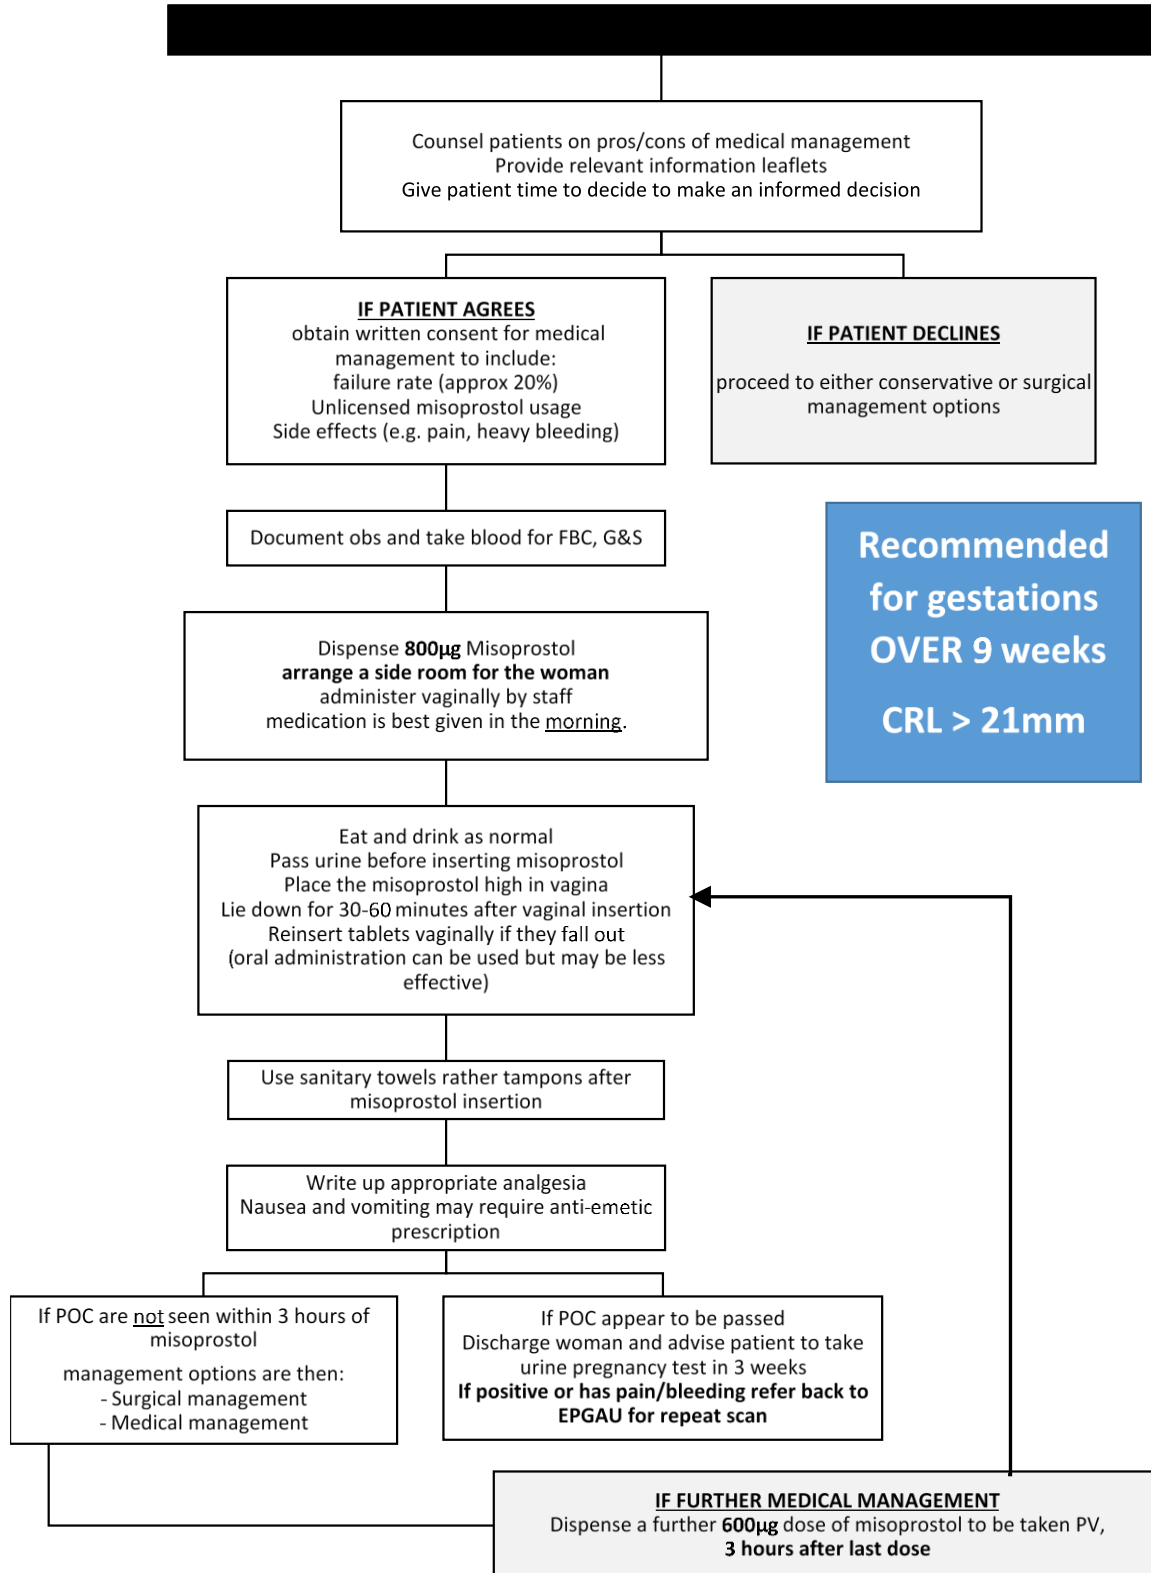 Counsel patients on pros/cons of medical management
Provide relevant information leaflets
Give patient time to decide to make an informed decision
IF PATIENT AGREES
obtain written consent for medical
management to include:
failure rate (approx 20%)
Unlicensed misoprostol usage
Side effects (e.g. pain, heavy bleeding)
IF PATIENT DECLINES
proceed to either conservative or surgical
management options
Document obs and take blood for FBC, G&S
Recommended
for gestations
OVER 9 weeks
CRL > 21mm
Dispense 800µg Misoprostol
arrange a side room for the woman
administer vaginally by staff
medication is best given in the morning.
Eat and drink as normal
Pass urine before inserting misoprostol
Place the misoprostol high in vagina
Lie down for 30-60 minutes after vaginal insertion
Reinsert tablets vaginally if they fall out
(oral administration can be used but may be less
effective)
Use sanitary towels rather tampons after
misoprostol insertion
Write up appropriate analgesia
Nausea and vomiting may require anti-emetic
prescription
If POC are not seen within 3 hours of
misoprostol
management options are then:
- Surgical management
- Medical management
If POC appear to be passed
Discharge woman and advise patient to take
urine pregnancy test in 3 weeks
If positive or has pain/bleeding refer back to
EPGAU for repeat scan
IF FURTHER MEDICAL MANAGEMENT
Dispense a further 600µg dose of misoprostol to be taken PV,
3 hours after last dose